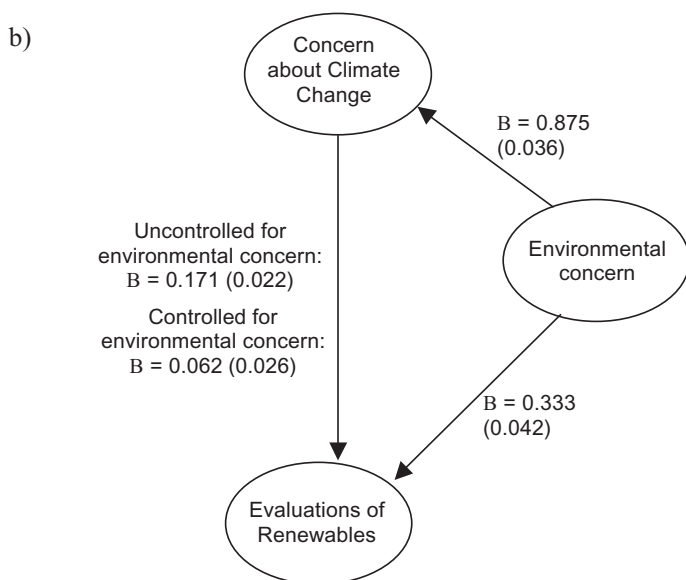 b)
Concern
about Climate
Change
B = 0.875
(0.036)
Uncontrolled for
environmental concern:
B = 0.171 (0.022)
Environmental
concern
Controlled for
environmental concern:
B = 0.062 (0.026)
B = 0.333
(0.042)
Evaluations of
Renewables